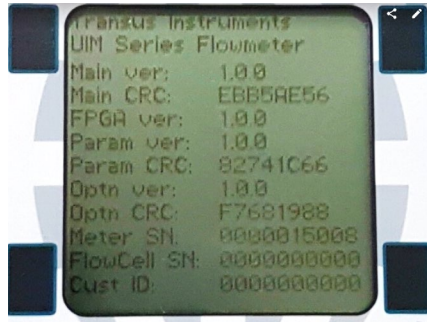 Transus Instruments
UIM Series Flowmeter
Main ver: 1.0.0
Main CRC: EBB5AE56
FPGA ver: 1.0.0
Param ver: 1.0.0
Param CRC: 82741C66
Optn ver: 1.0.0
Optn CRC: F7681988
Meter SN: 0000015008
FlowCell SN: 0000000000
Cust ID: 0000000000